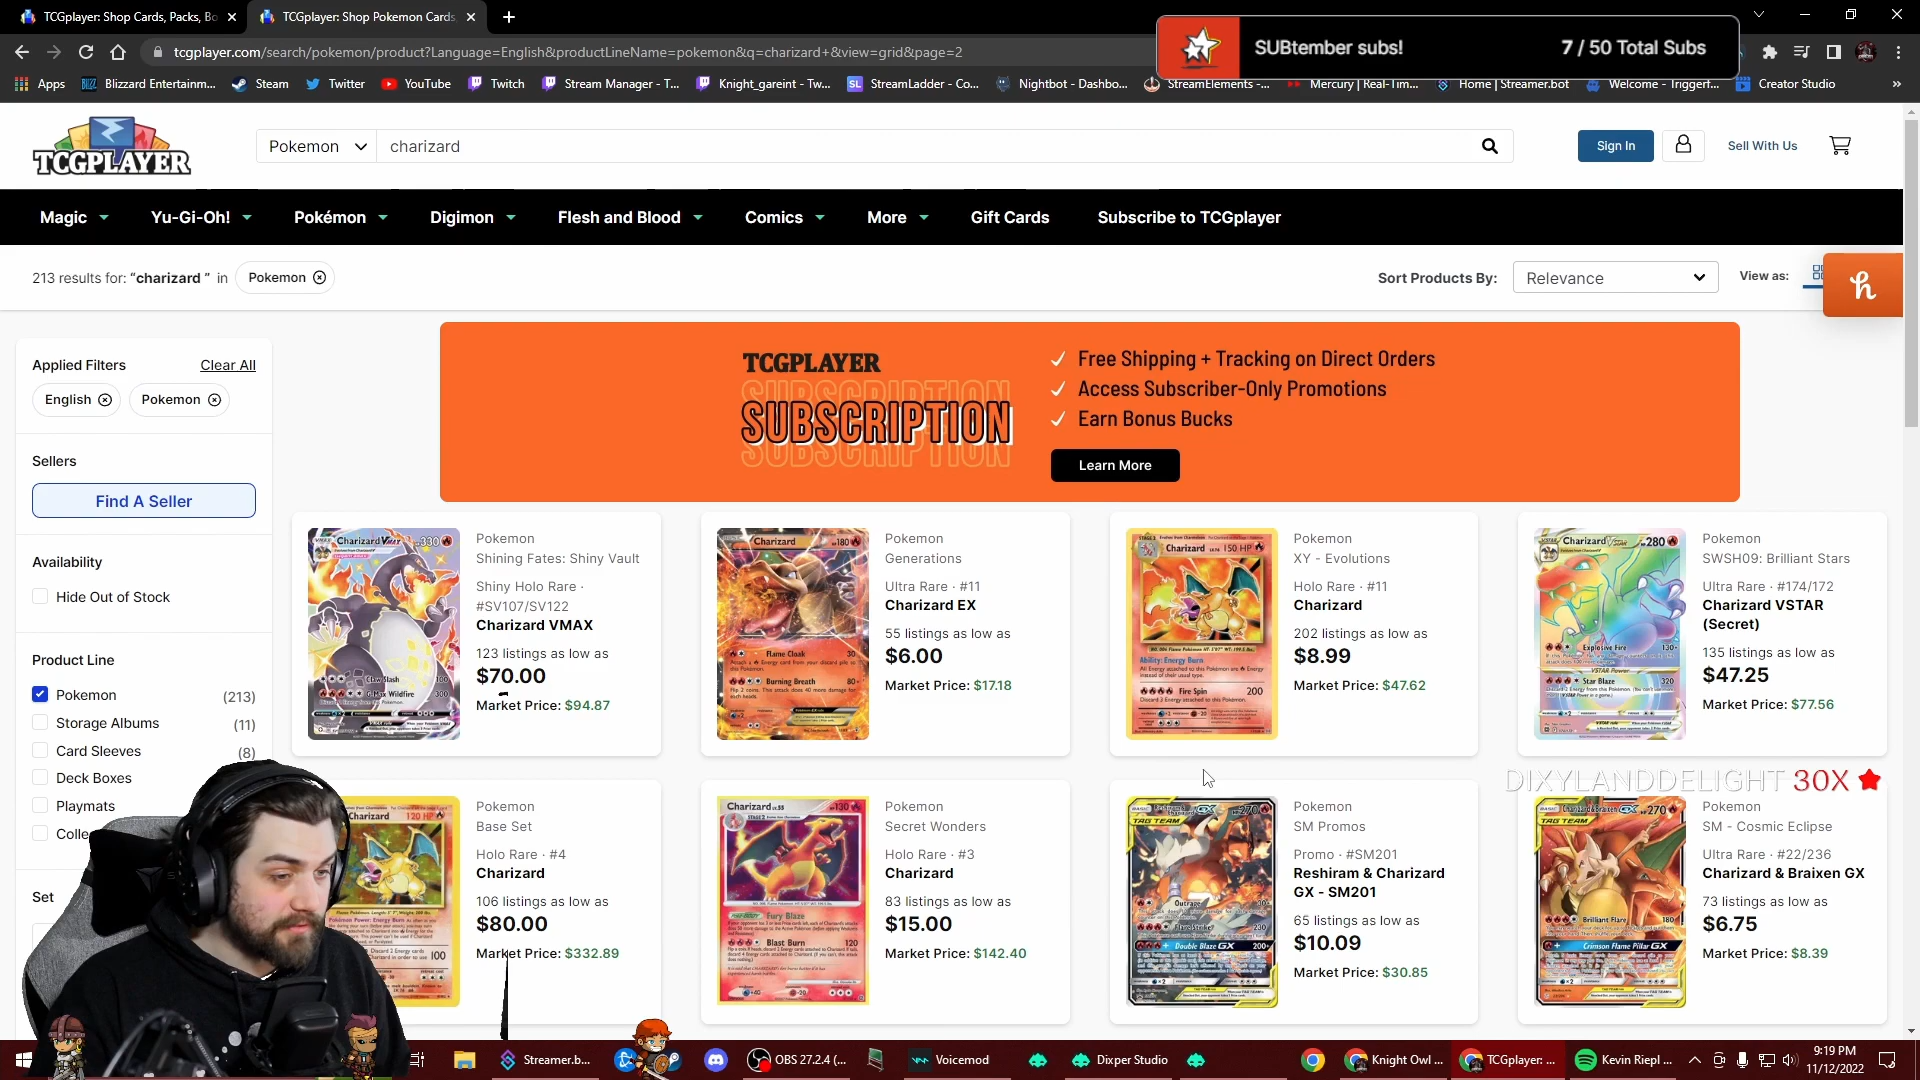 TCGplayer: Shop Cards, Packs, Bo
TCGplayer: Shop Pokemon Cards,
SUBtember subs! 7 / 50 Total Subs
tcgplayer.com/search/pokemon/product?Language=English&productLineName=pokemon&q=charizard+&view=grid&page=2
Apps Blizzard Entertainm... Steam Twitter YouTube Twitch Stream Manager - T... Knight_gareint - Tw... StreamLadder - Co... Nightbot - Dashbo... StreamElements -... Mercury | Real-Tim... Home | Streamer.bot Welcome - Triggerf... Creator Studio
TCGPLAYER
Pokemon charizard
Sign In
Sell With Us
Magic Yu-Gi-Oh! Pokémon Digimon Flesh and Blood Comics More Gift Cards Subscribe to TCGplayer
213 results for: “charizard ” in Pokemon
Sort Products By: Relevance View as:
Applied Filters Clear All
English Pokemon
Sellers
Find A Seller
Availability
Hide Out of Stock
Product Line
Pokemon (213)
Storage Albums (11)
Card Sleeves (8)
Deck Boxes
Playmats
Colle
Set
TCGPLAYER
SUBSCRIPTION
Free Shipping + Tracking on Direct Orders
Access Subscriber-Only Promotions
Earn Bonus Bucks
Learn More
Pokemon
Shining Fates: Shiny Vault
Shiny Holo Rare ·
#SV107/SV122
Charizard VMAX
123 listings as low as
$70.00
Market Price: $94.87
Pokemon
Generations
Ultra Rare · #11
Charizard EX
55 listings as low as
$6.00
Market Price: $17.18
Pokemon
XY - Evolutions
Holo Rare · #11
Charizard
202 listings as low as
$8.99
Market Price: $47.62
Pokemon
SWSH09: Brilliant Stars
Ultra Rare · #174/172
Charizard VSTAR
(Secret)
135 listings as low as
$47.25
Market Price: $77.56
DIXYLANDDELIGHT 30X
Pokemon
Base Set
Holo Rare · #4
Charizard
106 listings as low as
$80.00
Market Price: $332.89
Pokemon
Secret Wonders
Holo Rare · #3
Charizard
83 listings as low as
$15.00
Market Price: $142.40
Pokemon
SM Promos
Promo · #SM201
Reshiram & Charizard
GX - SM201
65 listings as low as
$10.09
Market Price: $30.85
Pokemon
SM - Cosmic Eclipse
Ultra Rare · #22/236
Charizard & Braixen GX
73 listings as low as
$6.75
Market Price: $8.39
Streamer.b... OBS 27.2.4 (... Voicemod Dixper Studio Knight Owl ... TCGplayer: ... Kevin Riepl ...
9:19 PM
11/12/2022